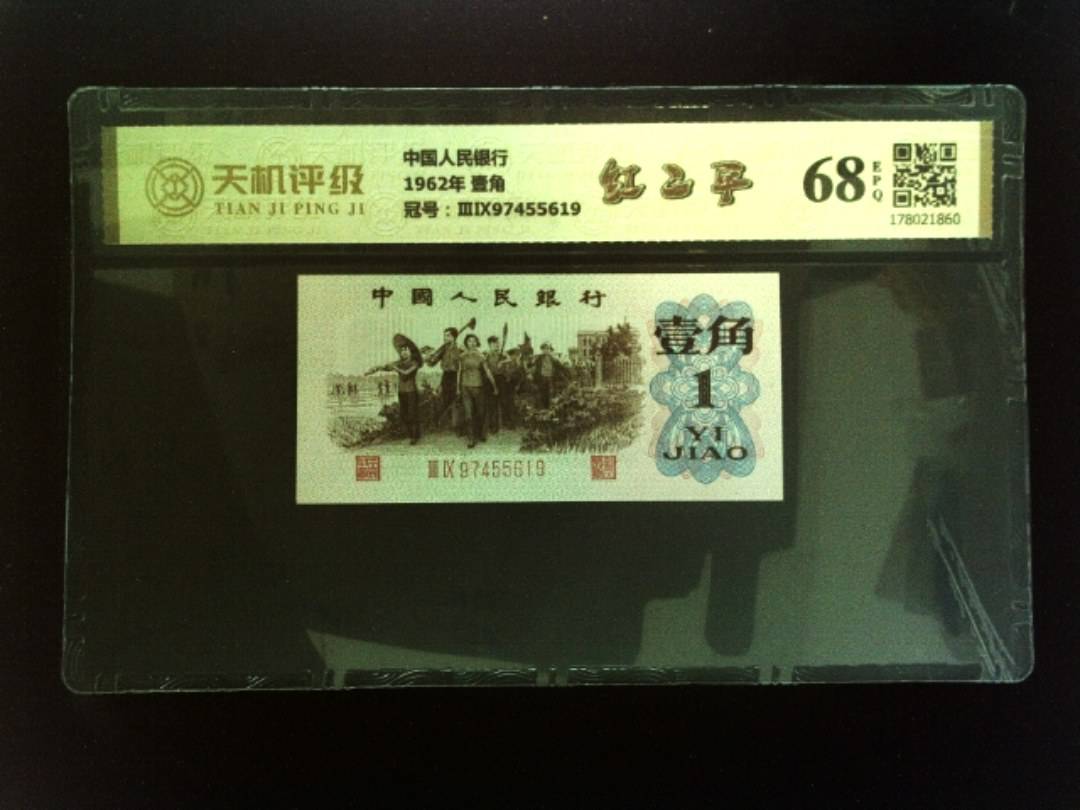 天机评级
TIAN JI PING JI
中国人民银行
1962年 壹角
冠号：ⅢⅨ97455619
红二平
68
EPQ
178021860
中國人民銀行
壹角
1
YI
JIAO
ⅢⅨ97455619